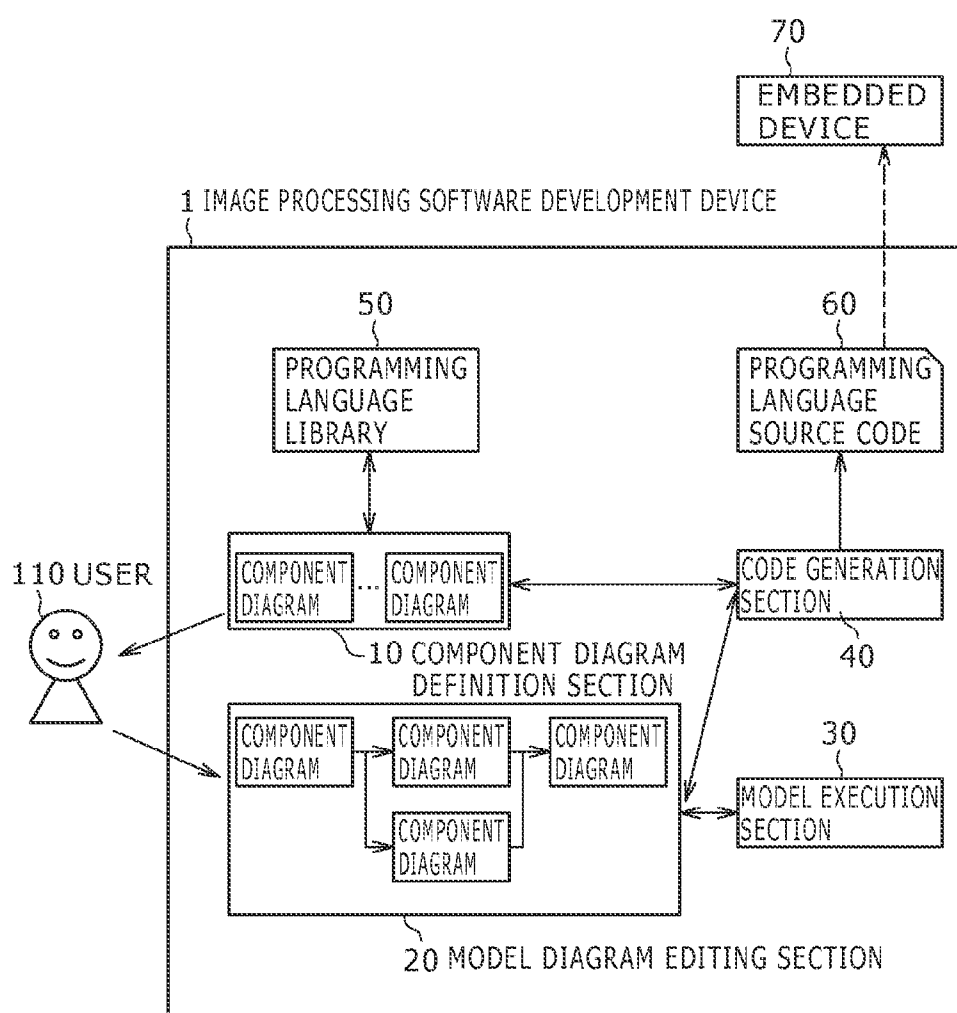 70
EMBEDDED
DEVICE
1 IMAGE PROCESSING SOFTWARE DEVELOPMENT DEVICE
50
PROGRAMMING
LANGUAGE
LIBRARY
60
PROGRAMMING
LANGUAGE
SOURCE CODE
110 USER
COMPONENT
DIAGRAM
...
COMPONENT
DIAGRAM
10 COMPONENT DIAGRAM
DEFINITION SECTION
CODE GENERATION
SECTION
40
COMPONENT
DIAGRAM
COMPONENT
DIAGRAM
COMPONENT
DIAGRAM
COMPONENT
DIAGRAM
30
MODEL EXECUTION
SECTION
20 MODEL DIAGRAM EDITING SECTION